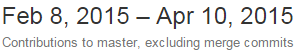 Feb 8, 2015 – Apr 10, 2015
Contributions to master, excluding merge commits